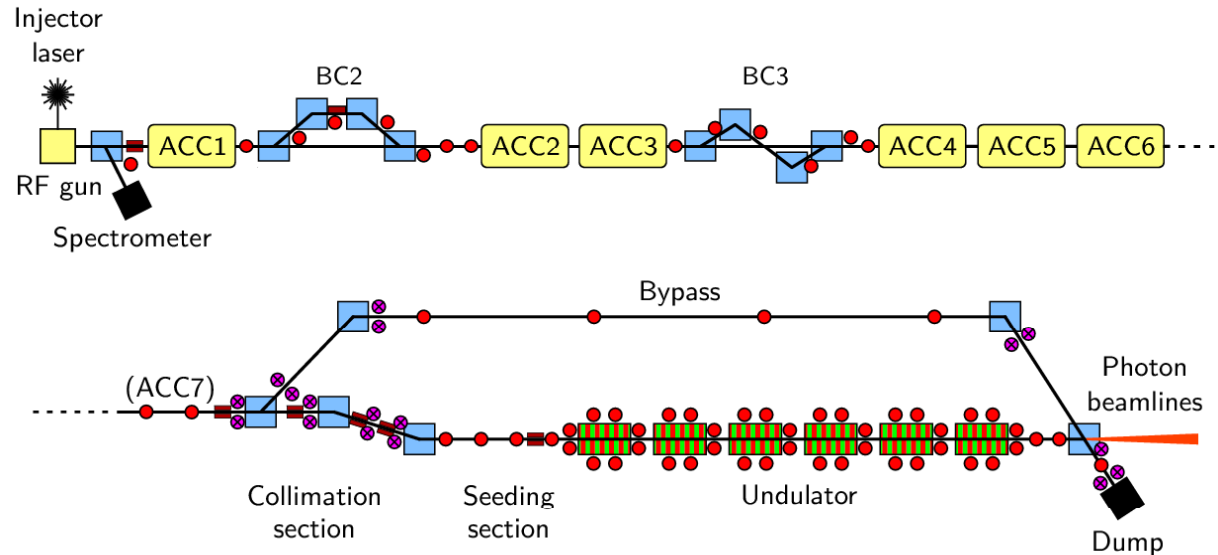 Injector
laser
BC2
BC3
ACC1
ACC2
ACC3
ACC4
ACC5
ACC6
RF gun
Spectrometer
Bypass
(ACC7)
Photon
beamlines
Collimation
section
Seeding
section
Undulator
Dump